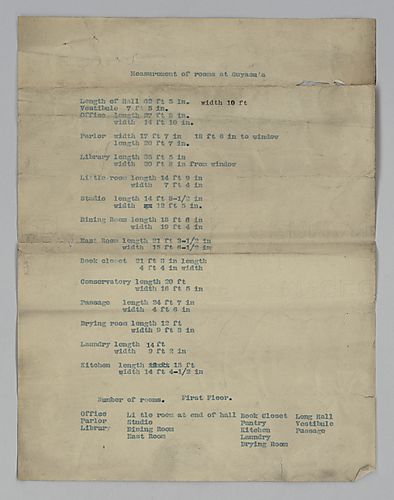 Measurement of rooms at Guyasu's
Length of Hall 62 ft 5 in. width 10 ft
Vestibule 7 ft 5 in.
Office length 27 ft 8 in.
width 14 ft 10 in.
Parlor width 17 ft 7 in 18 ft 6 in to window
length 20 ft 7 in.
Library length 35 ft 5 in
width 20 ft 8 in from window
Little room length 14 ft 9 in
width 7 ft 4 in
Studio length 14 ft 8-1/2 in
width 12 ft 5 in.
Dining Room length 18 ft 6 in
width 19 ft 4 in
East Room length 21 ft 2-1/2 in
width 15 ft 6-1/2 in
Book closet 21 ft 8 in length
4 ft 4 in width
Conservatory length 20 ft
width 16 ft 5 in
Passage length 24 ft 7 in
width 4 ft 6 in
Drying room length 12 ft
width 9 ft 8 in
Laundry length 14 ft
width 9 ft 2 in
Kitchen length 15 ft
width 14 ft 4-1/2 in
Number of rooms. First Floor.
Office Li tle room at end of hall Book Closet Long Hall
Parlor Studio Pantry Vestibule
Library Dining Room Kitchen Passage
East Room Laundry
Drying Room